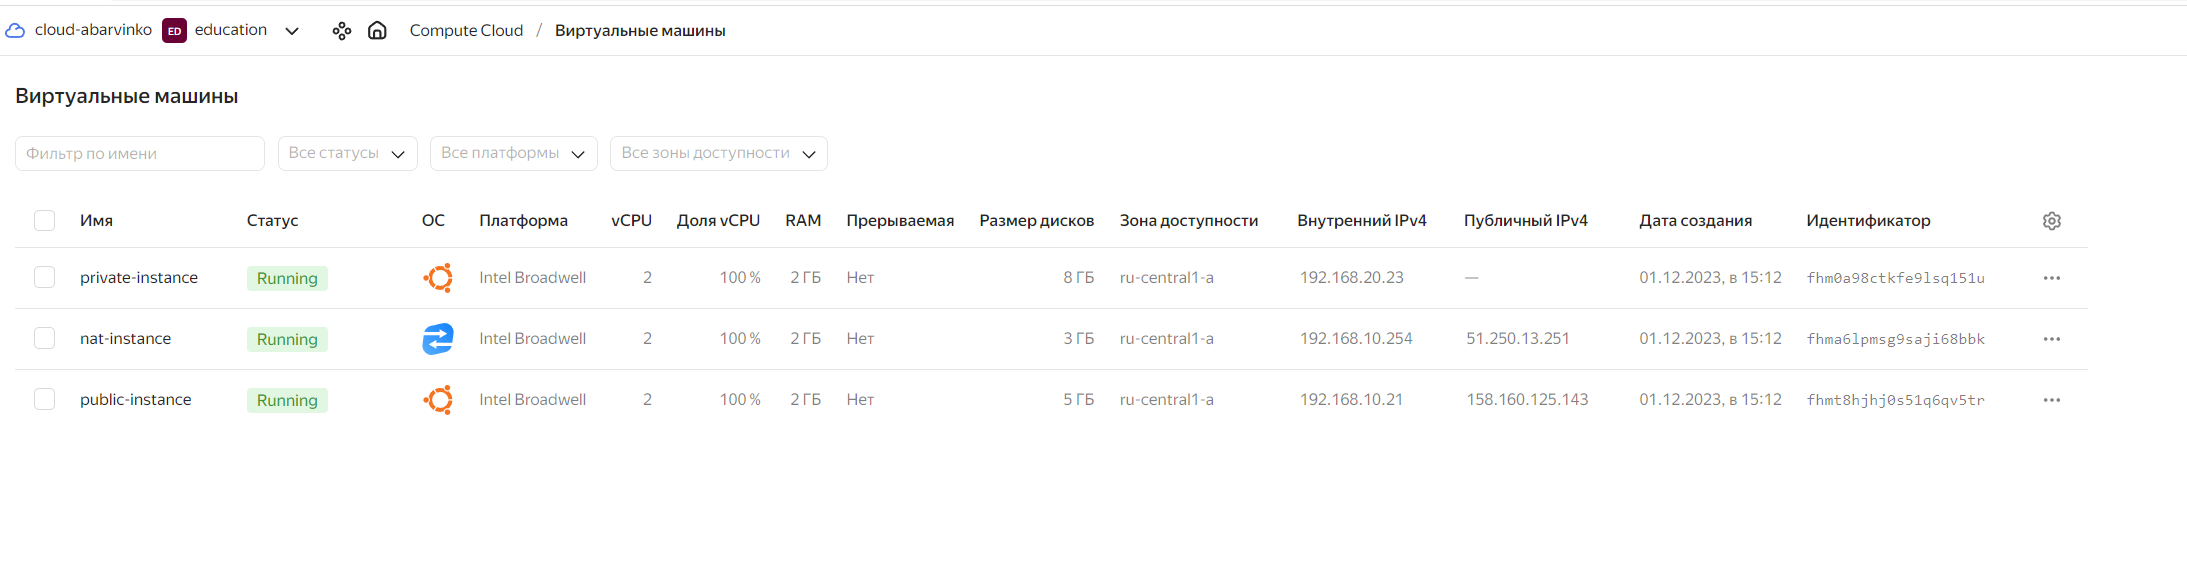 cloud-abarvinko ED education Compute Cloud / Виртуальные машины
Виртуальные машины
Фильтр по имени Все статусы Все платформы Все зоны доступности
Имя Статус ОС Платформа vCPU Доля vCPU RAM Прерываемая Размер дисков Зона доступности Внутренний IPv4 Публичный IPv4 Дата создания Идентификатор
private-instance Running Intel Broadwell 2 100 % 2 ГБ Нет 8 ГБ ru-central1-a 192.168.20.23 — 01.12.2023, в 15:12 fhm0a98ctkfe9lsq151u
nat-instance Running Intel Broadwell 2 100 % 2 ГБ Нет 3 ГБ ru-central1-a 192.168.10.254 51.250.13.251 01.12.2023, в 15:12 fhma6lpmsg9saji68bbk
public-instance Running Intel Broadwell 2 100 % 2 ГБ Нет 5 ГБ ru-central1-a 192.168.10.21 158.160.125.143 01.12.2023, в 15:12 fhmt8hjhj0s51q6qv5tr